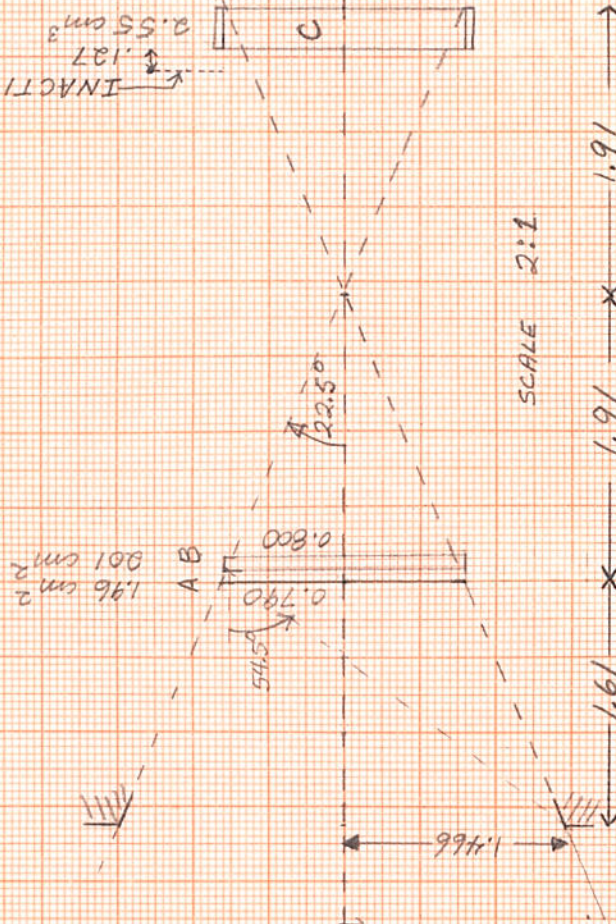 2.55 cm³
.127
INACTI
C
1.91
SCALE 2:1
22.5°
1.91
1.96 cm²
001 cm²
A B
0.800
0.790
54.5°
1.61
1.466